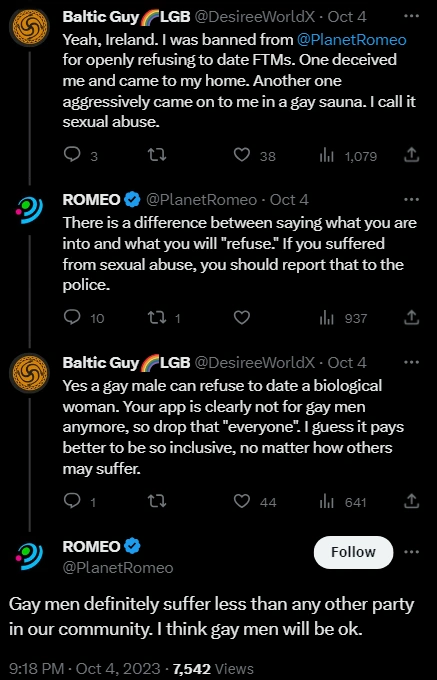 Baltic Guy🌈LGB @DesireeWorldX · Oct 4 ...
Yeah, Ireland. I was banned from @PlanetRomeo
for openly refusing to date FTMs. One deceived
me and came to my home. Another one
aggressively came on to me in a gay sauna. I call it
sexual abuse.
3 38 1,079
ROMEO @PlanetRomeo · Oct 4 ...
There is a difference between saying what you are
into and what you will "refuse." If you suffered
from sexual abuse, you should report that to the
police.
10 1 937
Baltic Guy🌈LGB @DesireeWorldX · Oct 4 ...
Yes a gay male can refuse to date a biological
woman. Your app is clearly not for gay men
anymore, so drop that "everyone". I guess it pays
better to be so inclusive, no matter how others
may suffer.
1 44 641
ROMEO Follow ...
@PlanetRomeo
Gay men definitely suffer less than any other party
in our community. I think gay men will be ok.
9:18 PM · Oct 4, 2023 · 7,542 Views